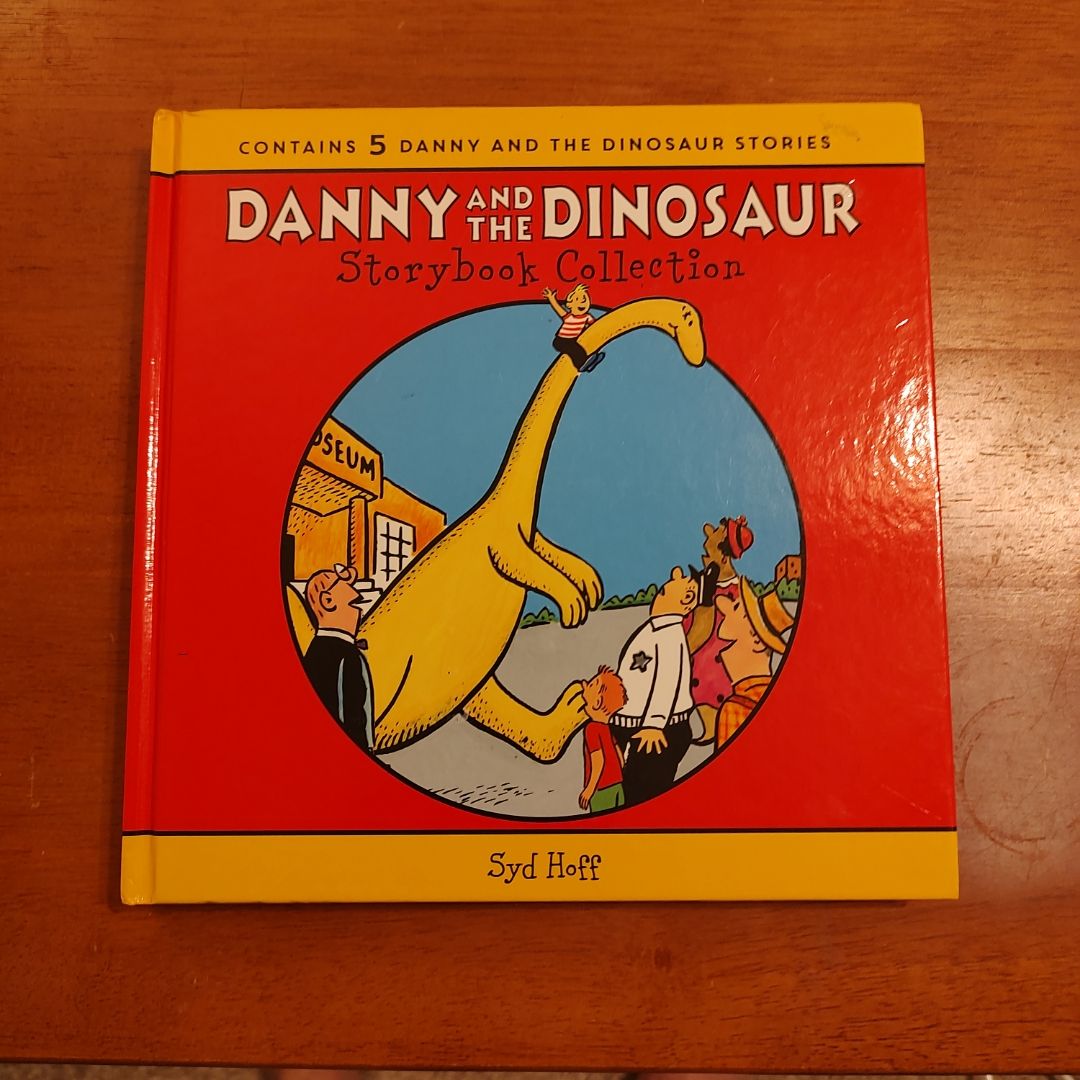 CONTAINS 5 DANNY AND THE DINOSAUR STORIES
DANNY AND THE DINOSAUR
Storybook Collection
SEUM
Syd Hoff